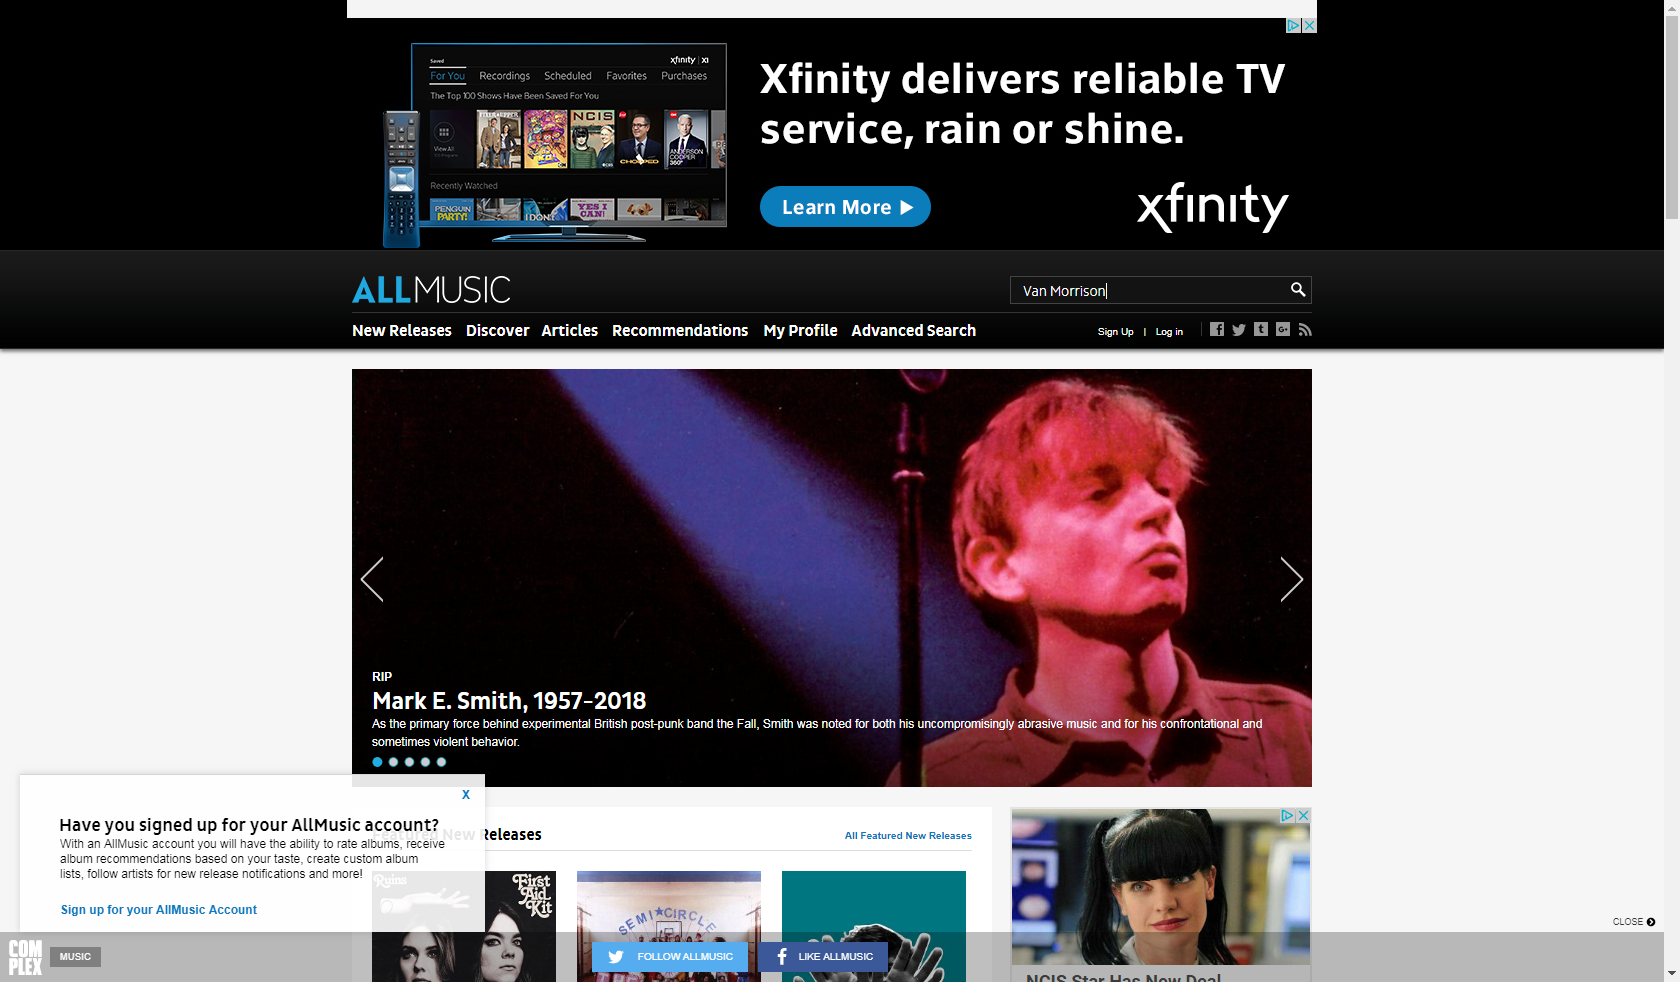 Saved
xfinity X1
For You Recordings Scheduled Favorites Purchases
The Top 100 Shows Have Been Saved For You
View All
FIXER UPPER
NCIS
CHOPPED
ANDERSON
COOPER
360°
Recently Watched
PENGUIN
PARTY!
I DON'T
YES I
CAN!
Xfinity delivers reliable TV
service, rain or shine.
Learn More
xfinity
ALLMUSIC
Van Morrison
New Releases Discover Articles Recommendations My Profile Advanced Search
Sign Up | Log in
RIP
Mark E. Smith, 1957-2018
As the primary force behind experimental British post-punk band the Fall, Smith was noted for both his uncompromisingly abrasive music and for his confrontational and
sometimes violent behavior.
X
Have you signed up for your AllMusic account?
With an AllMusic account you will have the ability to rate albums, receive
album recommendations based on your taste, create custom album
lists, follow artists for new release notifications and more!
Sign up for your AllMusic Account
Featured New Releases
All Featured New Releases
Ruins
First
Aid
Kit
SEMICIRCLE
CLOSE
COM
PLEX
MUSIC
FOLLOW ALLMUSIC
LIKE ALLMUSIC
NCIS Star Has New Deal